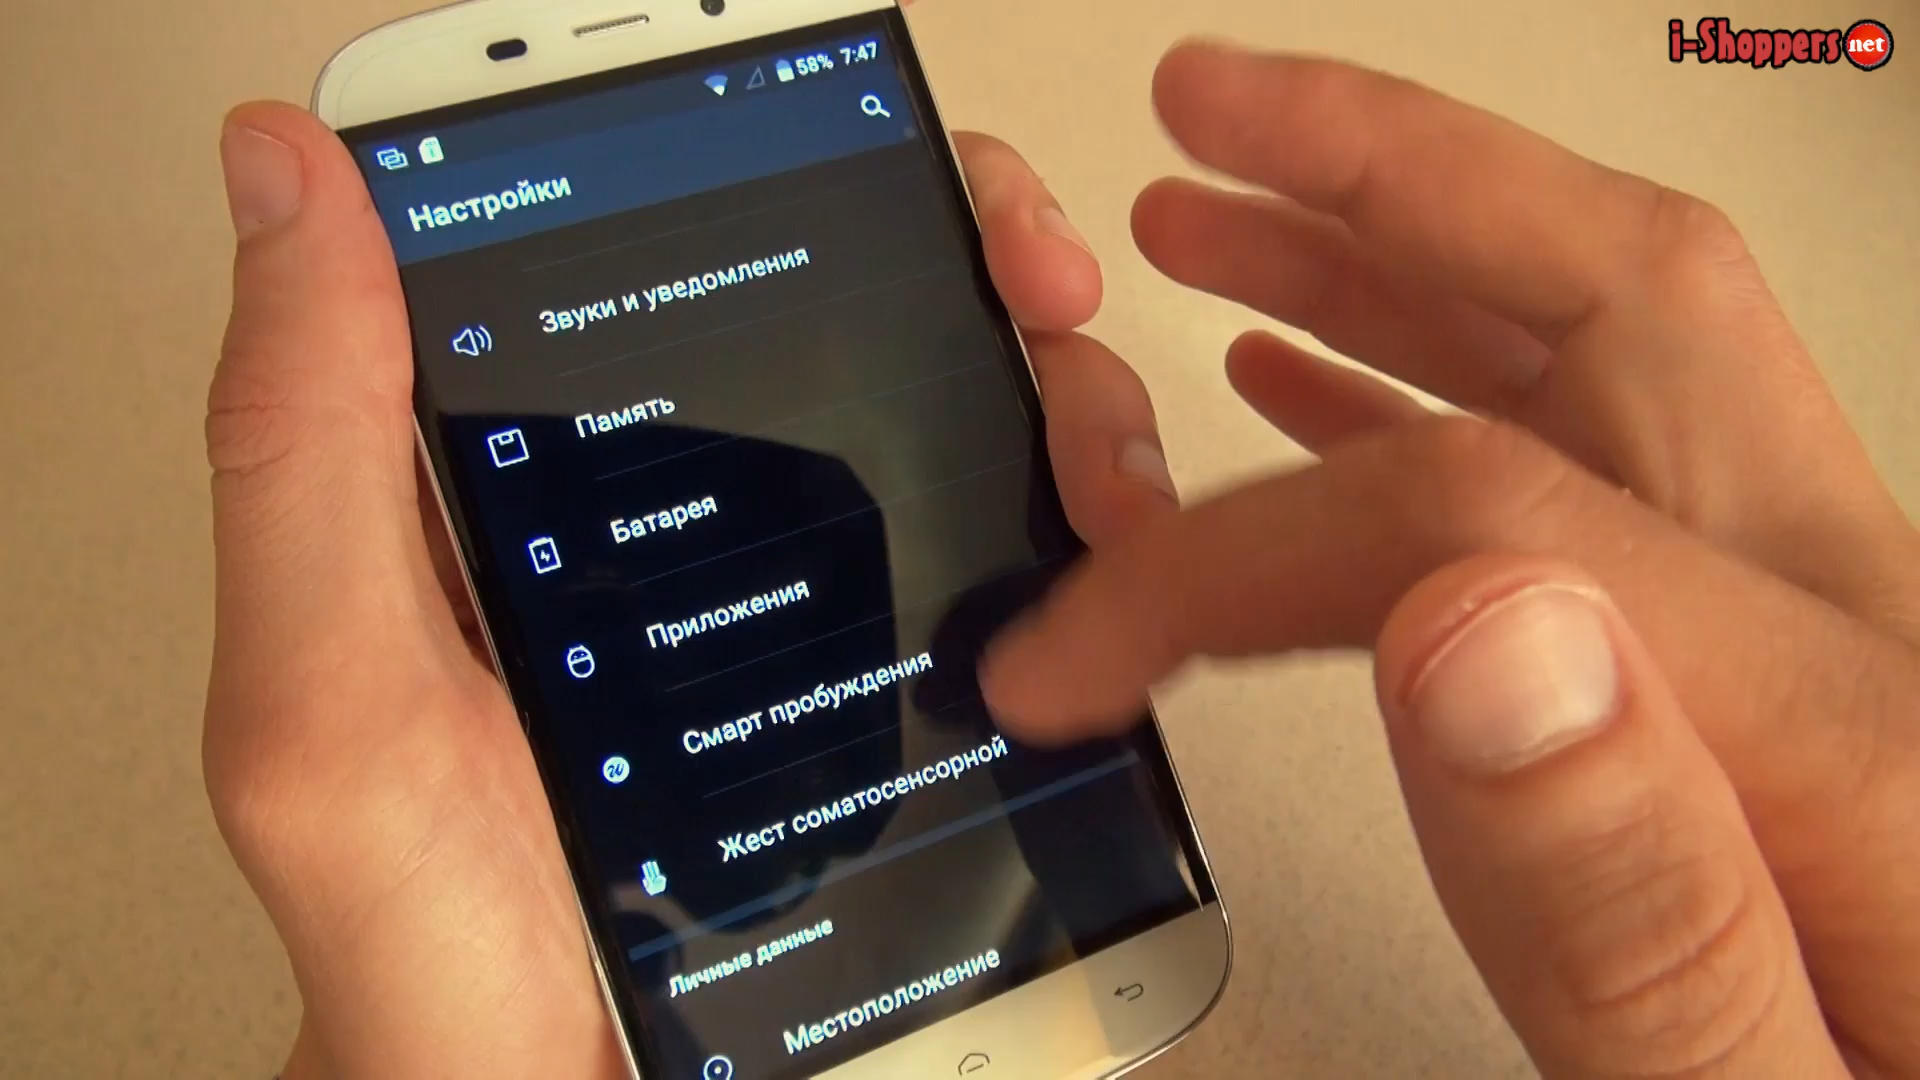 i-Shoppers net
58% 7:47
Настройки
Звуки и уведомления
Память
Батарея
Приложения
Смарт пробуждения
Жест соматосенсорной
Личные данные
Местоположение